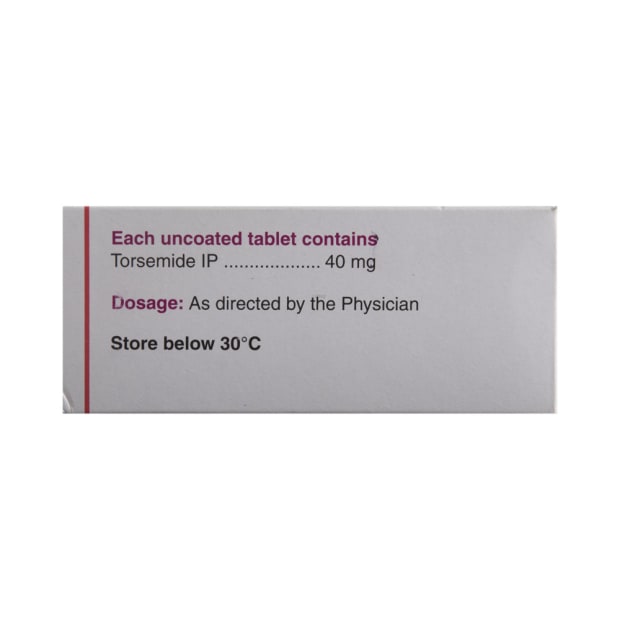 Each uncoated tablet contains
Torsemide IP ................... 40 mg
Dosage: As directed by the Physician
Store below 30°C